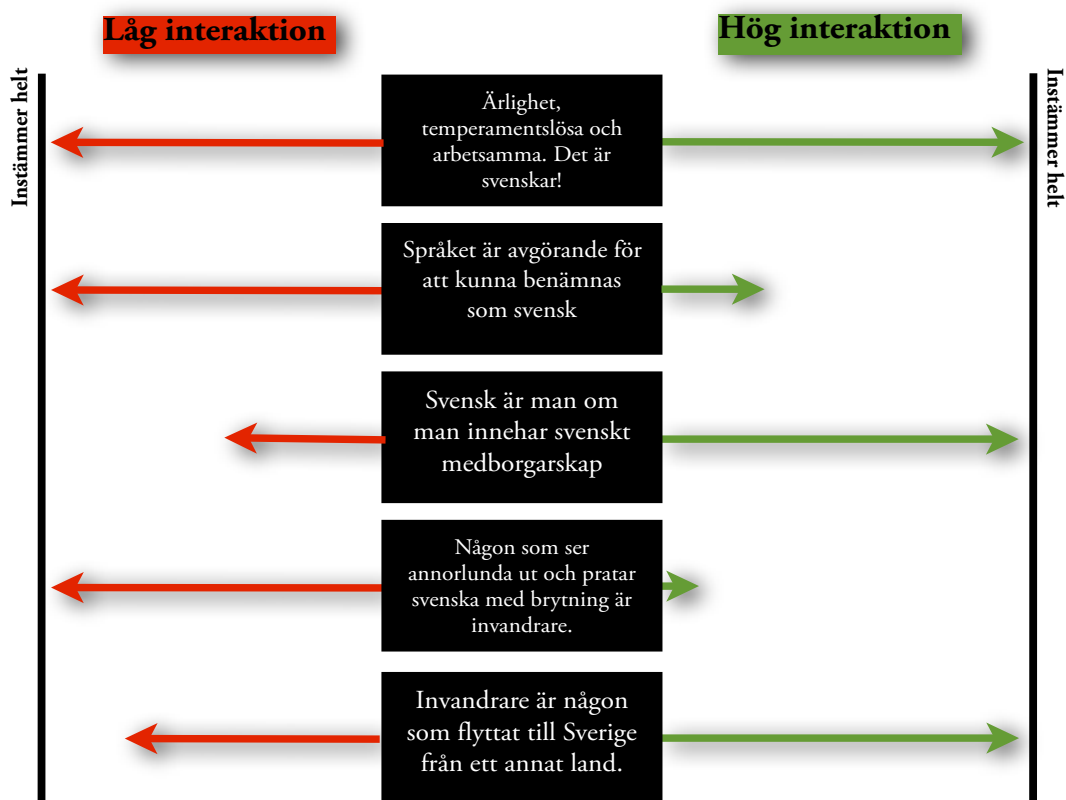 Låg interaktion
Hög interaktion
Instämmer helt
Instämmer helt
Ärlighet,
temperamentslösa och
arbetsamma. Det är
svenskar!
Språket är avgörande för
att kunna benämnas
som svensk
Svensk är man om
man innehar svenskt
medborgarskap
Någon som ser
annorlunda ut och pratar
svenska med brytning är
invandrare.
Invandrare är någon
som flyttat till Sverige
från ett annat land.